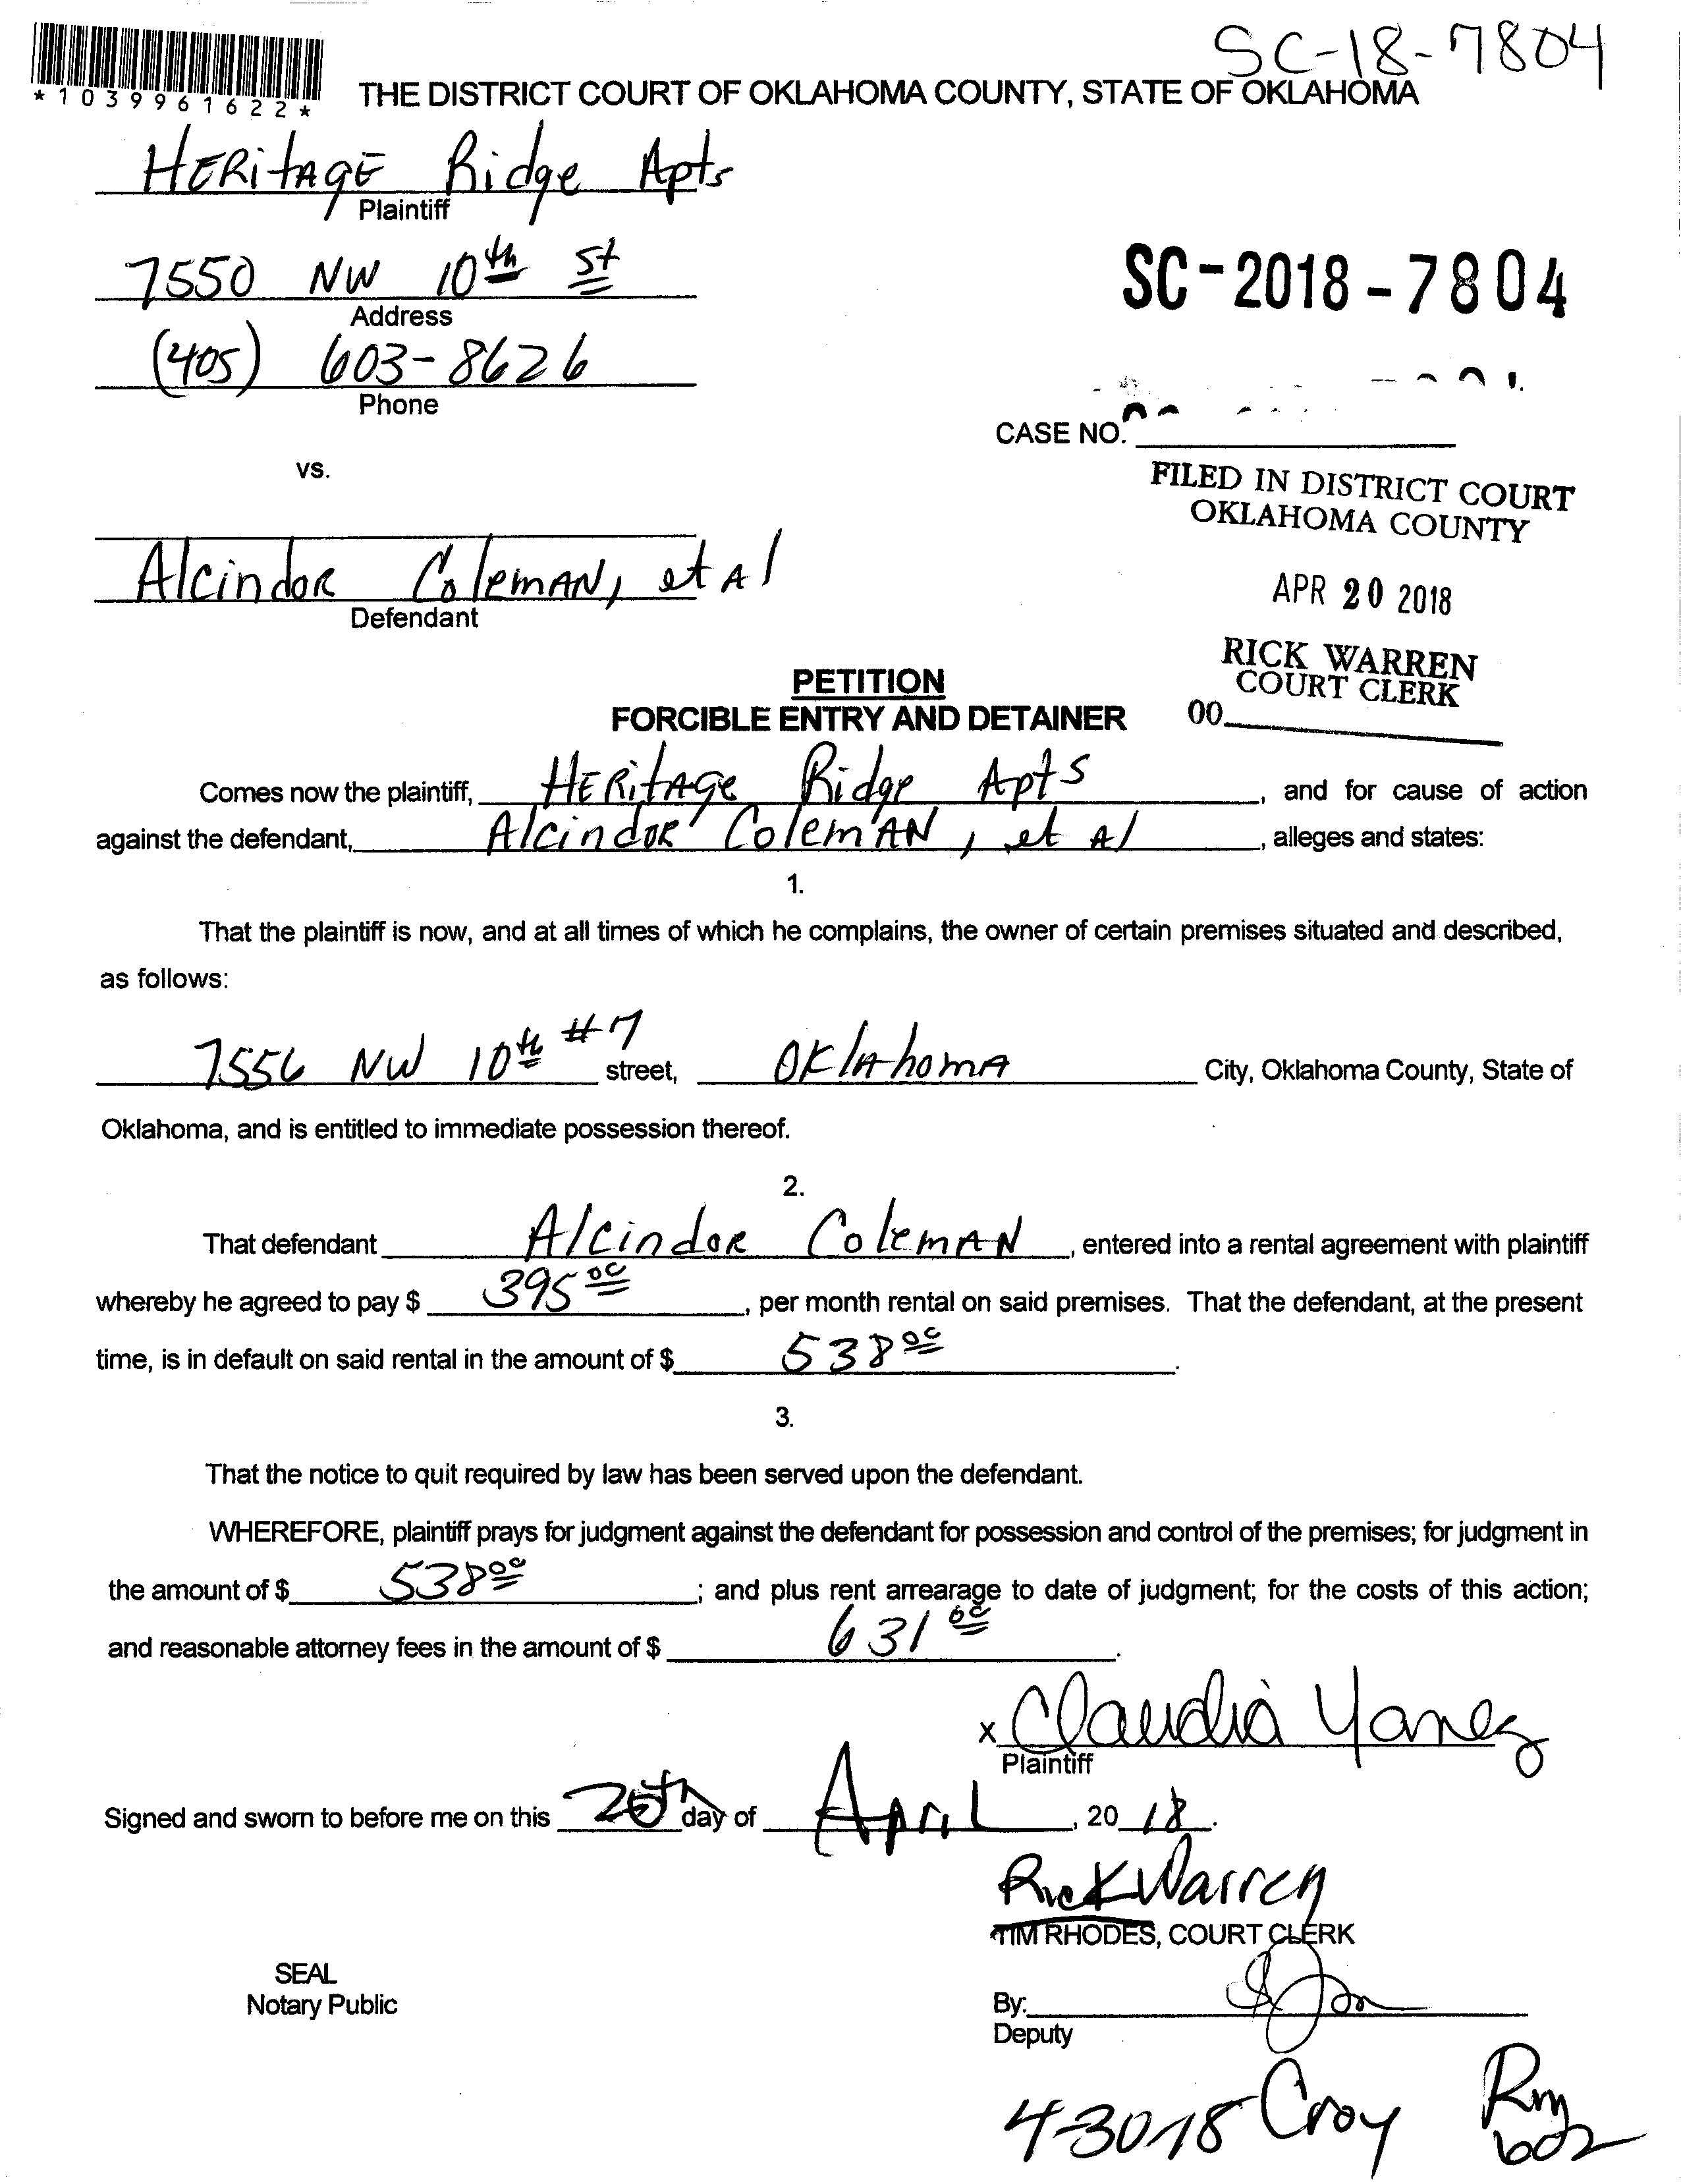 SC-18-7804
*1039961622*
THE DISTRICT COURT OF OKLAHOMA COUNTY, STATE OF OKLAHOMA
HERitAGE Ridge Apts
Plaintiff
7550 NW 10th St
Address
SC-2018-7804
(405) 603-8626
Phone
CASE NO.
vs.
FILED IN DISTRICT COURT
OKLAHOMA COUNTY
AlcindoR ColemAN, et Al
Defendant
APR 20 2018
RICK WARREN
COURT CLERK
00
PETITION
FORCIBLE ENTRY AND DETAINER
Comes now the plaintiff, HERitAGe Ridge Apts, and for cause of action
against the defendant, AlcindoR ColemAN, et Al, alleges and states:
1.
That the plaintiff is now, and at all times of which he complains, the owner of certain premises situated and described,
as follows:
7556 NW 10th #7 street, OklAhomA City, Oklahoma County, State of
Oklahoma, and is entitled to immediate possession thereof.
2.
That defendant AlcindoR ColemAN, entered into a rental agreement with plaintiff
whereby he agreed to pay $ 395 00, per month rental on said premises. That the defendant, at the present
time, is in default on said rental in the amount of $ 538 00.
3.
That the notice to quit required by law has been served upon the defendant.
WHEREFORE, plaintiff prays for judgment against the defendant for possession and control of the premises; for judgment in
the amount of $ 538 00; and plus rent arrearage to date of judgment; for the costs of this action;
and reasonable attorney fees in the amount of $ 631 00.
x Claudia Yanez
Plaintiff
Signed and sworn to before me on this 20th day of April, 20 18.
Rick Warren
TIM RHODES, COURT CLERK
SEAL
Notary Public
By:
Deputy
4-30-18 Croy Rm
602